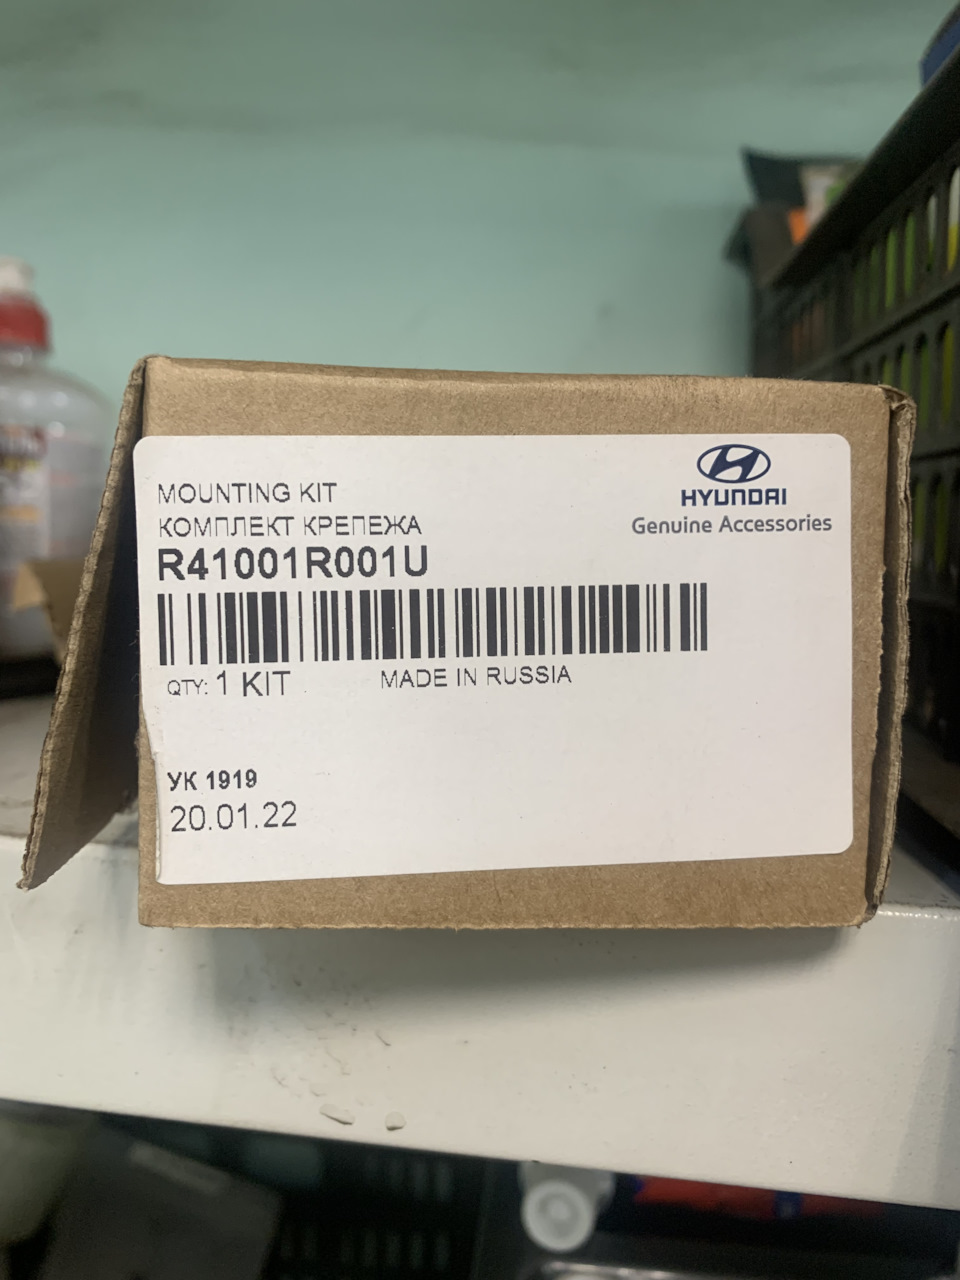 MOUNTING KIT
КОМПЛЕКТ КРЕПЕЖА
R41001R001U
HYUNDAI
Genuine Accessories
QTY: 1 KIT MADE IN RUSSIA
УК 1919
20.01.22